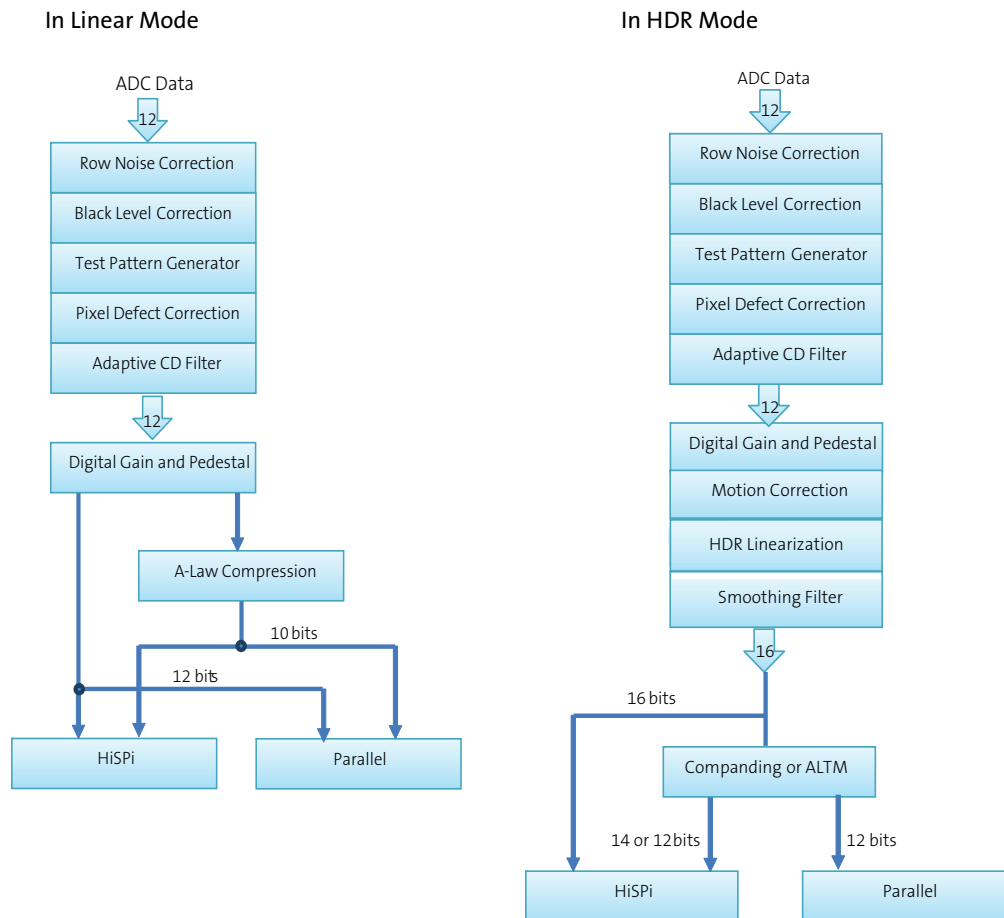 In Linear Mode
ADC Data
12
Row Noise Correction
Black Level Correction
Test Pattern Generator
Pixel Defect Correction
Adaptive CD Filter
12
Digital Gain and Pedestal
A-Law Compression
10 bits
12 bits
HiSPi
Parallel
In HDR Mode
ADC Data
12
Row Noise Correction
Black Level Correction
Test Pattern Generator
Pixel Defect Correction
Adaptive CD Filter
12
Digital Gain and Pedestal
Motion Correction
HDR Linearization
Smoothing Filter
16
16 bits
Companding or ALTM
14 or 12bits
12 bits
HiSPi
Parallel